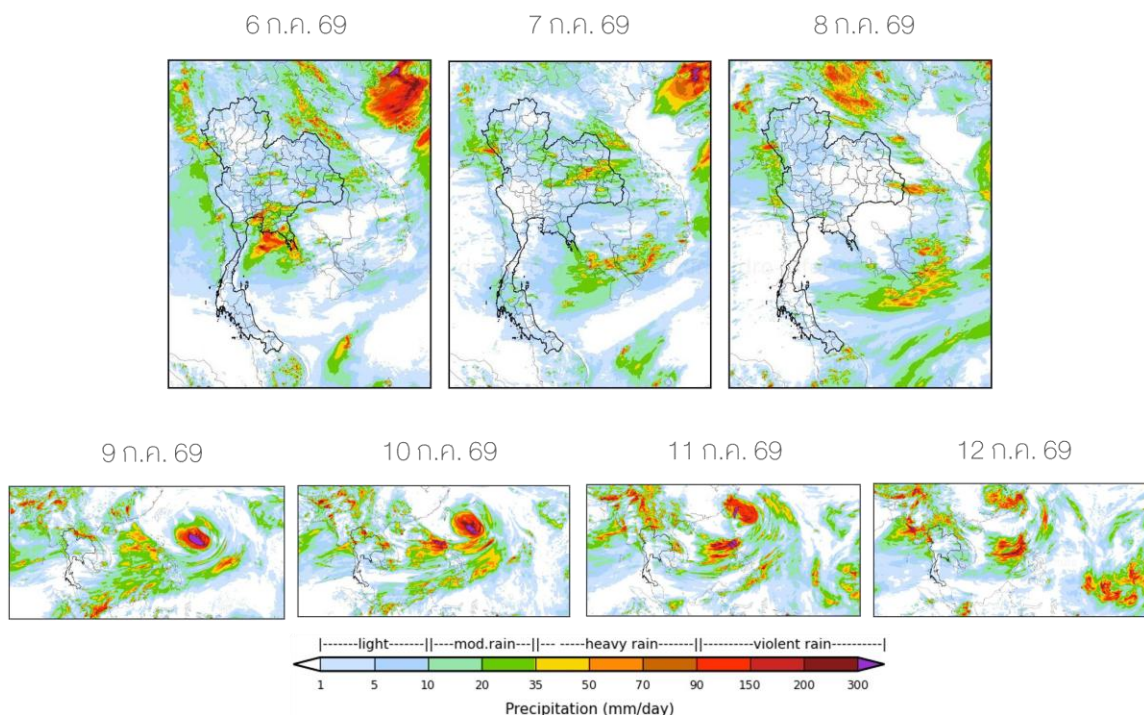 6 ก.ค. 69
7 ก.ค. 69
8 ก.ค. 69
9 ก.ค. 69
10 ก.ค. 69
11 ก.ค. 69
12 ก.ค. 69
|------light-------||---mod.rain---||--- -----heavy rain-----||-------violent rain -------|
1 5 10 20 35 50 70 90 150 200 300
Precipitation (mm/day)